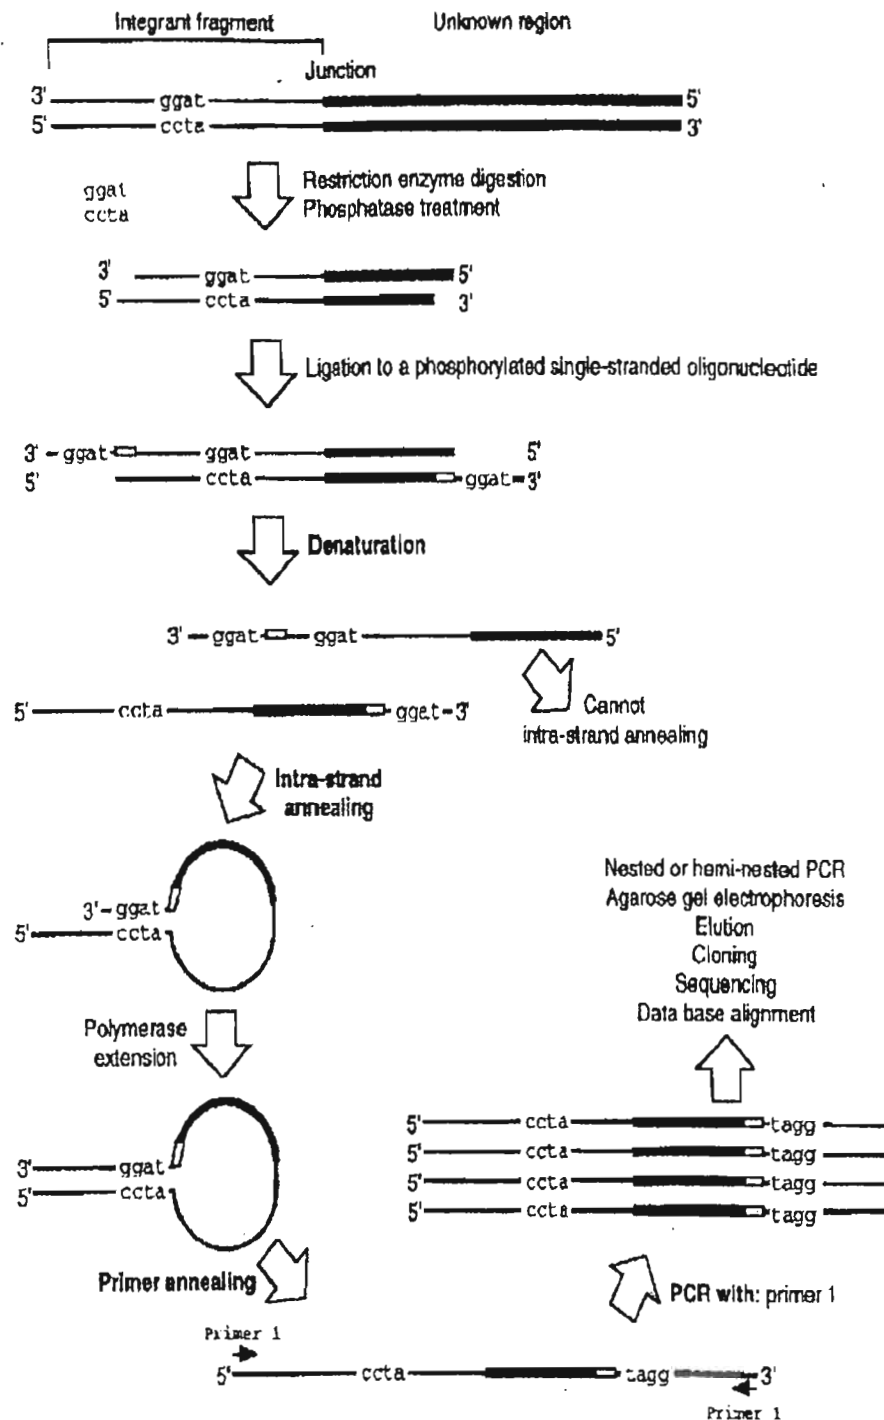 Integrant fragment Unknown region
Junction
3' ggat 5'
5' ccta 3'
ggat
ccta
Restriction enzyme digestion
Phosphatase treatment
3' ggat 5'
5' ccta 3'
Ligation to a phosphorylated single-stranded oligonucleotide
3' ggat ggat 5'
5' ccta ggat 3'
Denaturation
3' ggat ggat 5'
5' ccta ggat 3'
Cannot
intra-strand annealing
Intra-strand
annealing
3' ggat
5' ccta
Polymerase
extension
3' ggat
5' ccta
Primer annealing
Primer 1
5' ccta tagg 3'
Primer 1
PCR with: primer 1
5' ccta tagg
5' ccta tagg
5' ccta tagg
5' ccta tagg
Nested or hemi-nested PCR
Agarose gel electrophoresis
Elution
Cloning
Sequencing
Data base alignment